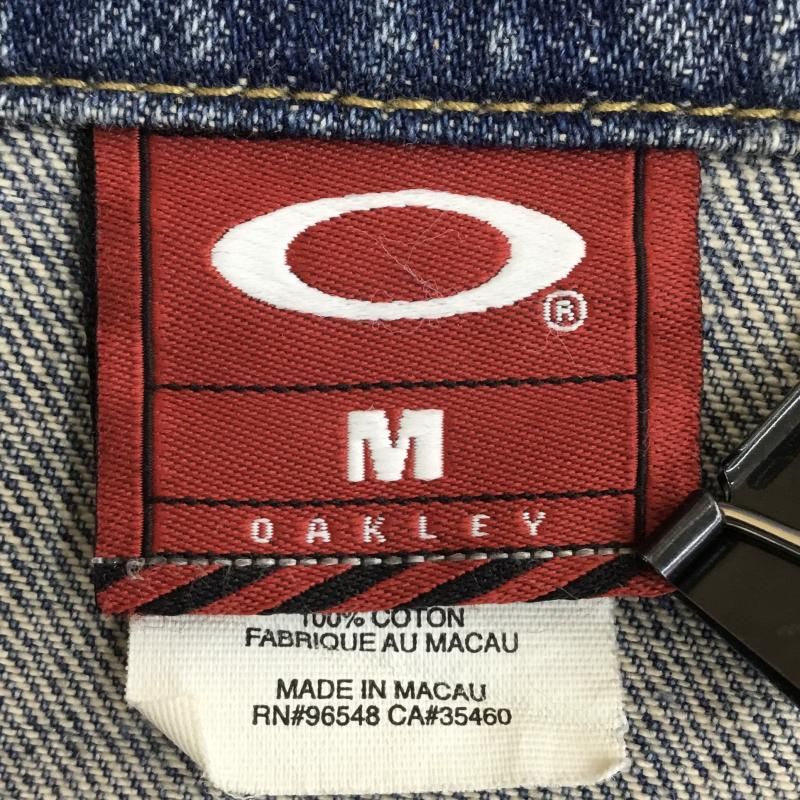 ®
M
OAKLEY
100% COTON
FABRIQUE AU MACAU
MADE IN MACAU
RN#96548 CA#35460